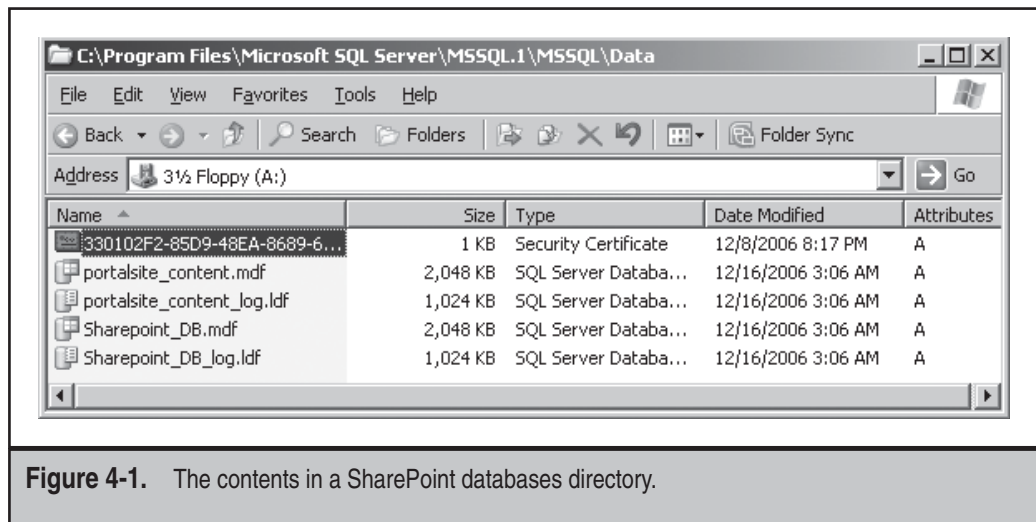 C:\Program Files\Microsoft SQL Server\MSSQL.1\MSSQL\Data
File Edit View Favorites Tools Help
Back Search Folders Folder Sync
Address 3½ Floppy (A:) Go
Name Size Type Date Modified Attributes
330102F2-85D9-48EA-8689-6... 1 KB Security Certificate 12/8/2006 8:17 PM A
portalsite_content.mdf 2,048 KB SQL Server Databa... 12/16/2006 3:06 AM A
portalsite_content_log.ldf 1,024 KB SQL Server Databa... 12/16/2006 3:06 AM A
Sharepoint_DB.mdf 2,048 KB SQL Server Databa... 12/16/2006 3:06 AM A
Sharepoint_DB_log.ldf 1,024 KB SQL Server Databa... 12/16/2006 3:06 AM A
Figure 4-1. The contents in a SharePoint databases directory.